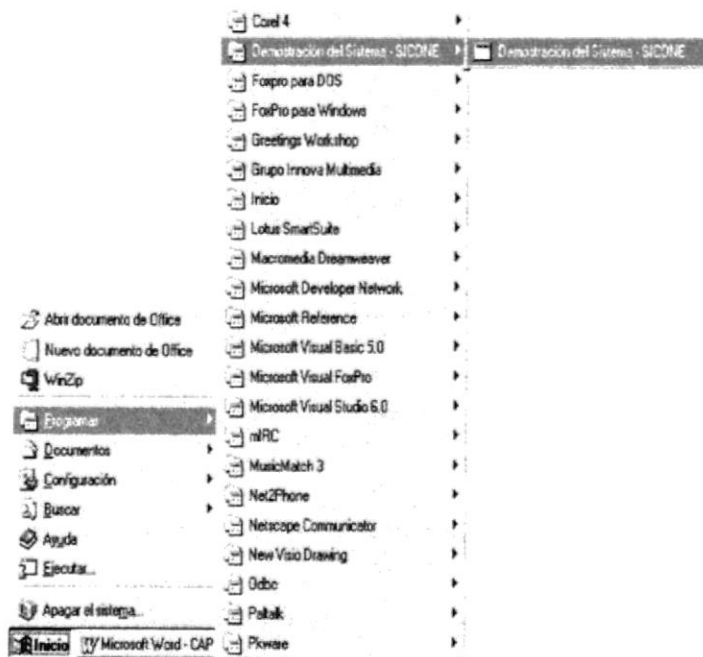 Corel 4
Demostración del Sistema - SICONE
Demostración del Sistema - SICONE
Foxpro para DOS
FoxPro para Windows
Greetings Workshop
Grupo Innova Multimedia
Inicio
Lotus SmartSuite
Macromedia Dreamweaver
Microsoft Developer Network
Microsoft Reference
Microsoft Visual Basic 5.0
Microsoft Visual FoxPro
Microsoft Visual Studio 6.0
mIRC
MusicMatch 3
Net2Phone
Netscape Communicator
New Visio Drawing
Odbc
Paltalk
Pkware
Abrir documento de Office
Nuevo documento de Office
WinZip
Programas
Documentos
Configuración
Buscar
Ayuda
Ejecutar...
Apagar el sistema...
Inicio
Microsoft Word - CAP